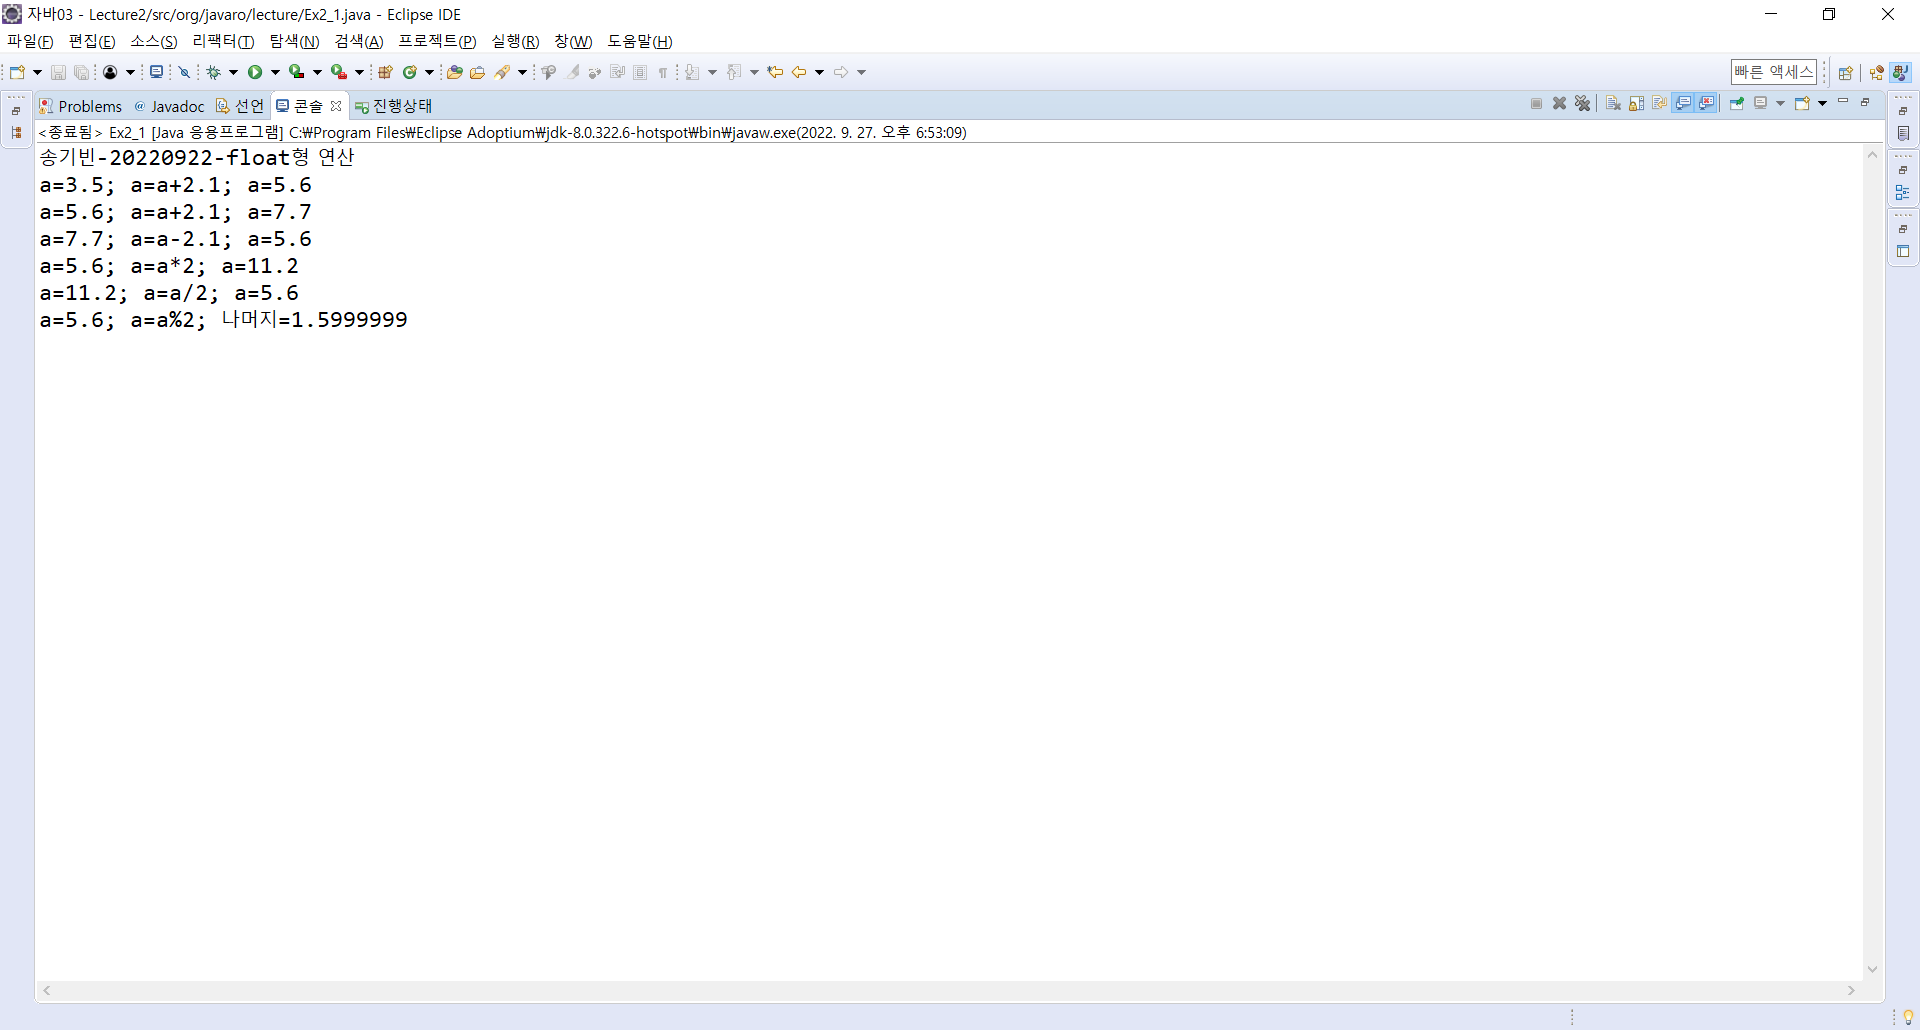 자바03 - Lecture2/src/org/javaro/lecture/Ex2_1.java - Eclipse IDE
파일(F) 편집(E) 소스(S) 리팩터(T) 탐색(N) 검색(A) 프로젝트(P) 실행(R) 창(W) 도움말(H)
빠른 액세스
Problems @ Javadoc 선언 콘솔 진행상태
<종료됨> Ex2_1 [Java 응용프로그램] C:₩Program Files₩Eclipse Adoptium₩jdk-8.0.322.6-hotspot₩bin₩javaw.exe(2022. 9. 27. 오후 6:53:09)
송기빈-20220922-float형 연산
a=3.5; a=a+2.1; a=5.6
a=5.6; a=a+2.1; a=7.7
a=7.7; a=a-2.1; a=5.6
a=5.6; a=a*2; a=11.2
a=11.2; a=a/2; a=5.6
a=5.6; a=a%2; 나머지=1.5999999